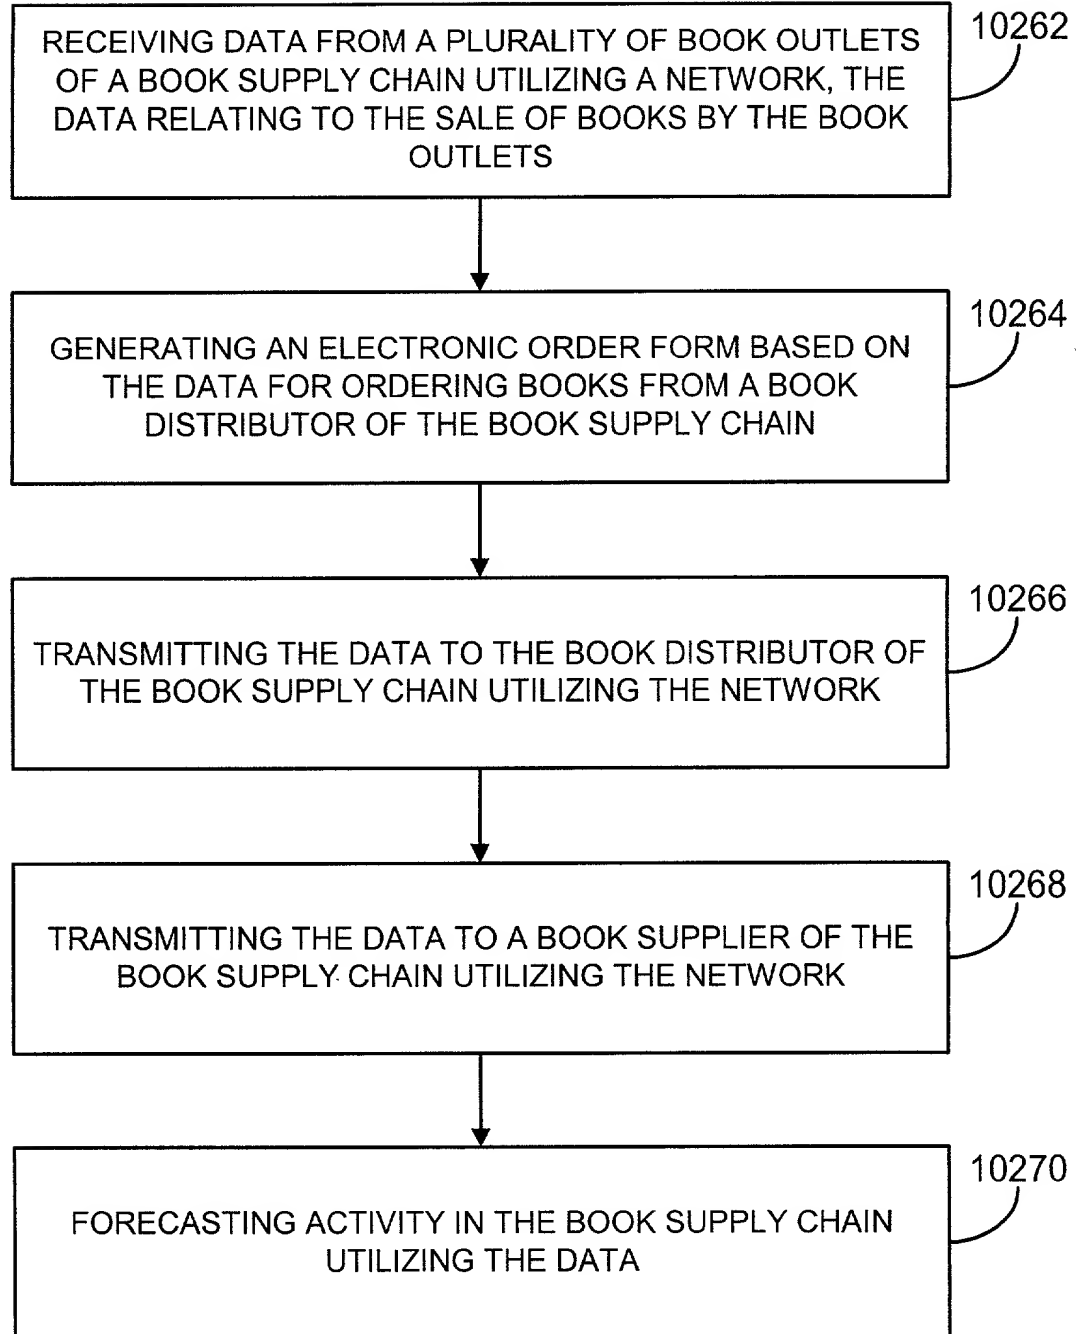 RECEIVING DATA FROM A PLURALITY OF BOOK OUTLETS
OF A BOOK SUPPLY CHAIN UTILIZING A NETWORK, THE
DATA RELATING TO THE SALE OF BOOKS BY THE BOOK
OUTLETS
10262
GENERATING AN ELECTRONIC ORDER FORM BASED ON
THE DATA FOR ORDERING BOOKS FROM A BOOK
DISTRIBUTOR OF THE BOOK SUPPLY CHAIN
10264
TRANSMITTING THE DATA TO THE BOOK DISTRIBUTOR OF
THE BOOK SUPPLY CHAIN UTILIZING THE NETWORK
10266
TRANSMITTING THE DATA TO A BOOK SUPPLIER OF THE
BOOK SUPPLY CHAIN UTILIZING THE NETWORK
10268
FORECASTING ACTIVITY IN THE BOOK SUPPLY CHAIN
UTILIZING THE DATA
10270